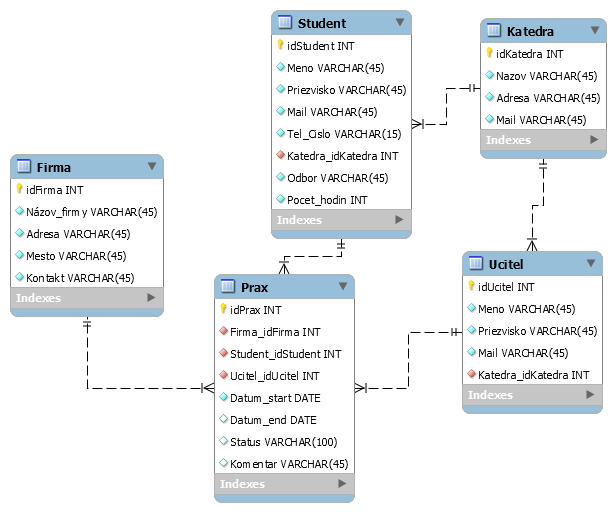 Student
idStudent INT
Meno VARCHAR(45)
Priezvisko VARCHAR(45)
Mail VARCHAR(45)
Tel_Cislo VARCHAR(15)
Katedra_idKatedra INT
Odbor VARCHAR(45)
Pocet_hodin INT
Indexes
Katedra
idKatedra INT
Nazov VARCHAR(45)
Adresa VARCHAR(45)
Mail VARCHAR(45)
Indexes
Firma
idFirma INT
Názov_firmy VARCHAR(45)
Adresa VARCHAR(45)
Mesto VARCHAR(45)
Kontakt VARCHAR(45)
Indexes
Prax
idPrax INT
Firma_idFirma INT
Student_idStudent INT
Ucitel_idUcitel INT
Datum_start DATE
Datum_end DATE
Status VARCHAR(100)
Komentar VARCHAR(45)
Indexes
Ucitel
idUcitel INT
Meno VARCHAR(45)
Priezvisko VARCHAR(45)
Mail VARCHAR(45)
Katedra_idKatedra INT
Indexes